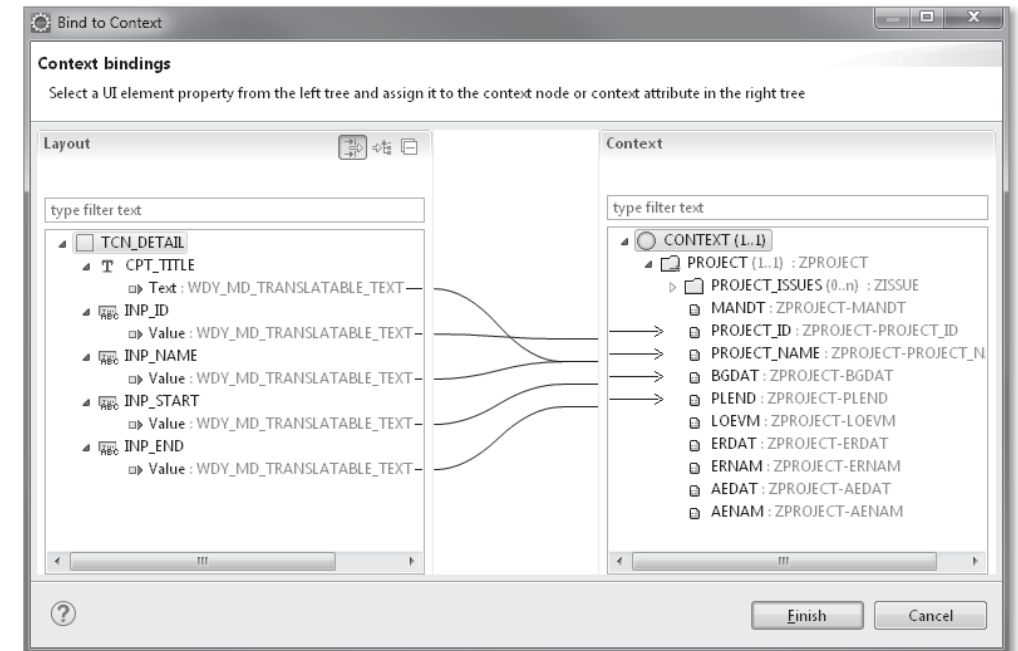 Bind to Context
Context bindings
Select a UI element property from the left tree and assign it to the context node or context attribute in the right tree
Layout
type filter text
TCN_DETAIL
CPT_TITLE
Text : WDY_MD_TRANSLATABLE_TEXT
INP_ID
Value : WDY_MD_TRANSLATABLE_TEXT
INP_NAME
Value : WDY_MD_TRANSLATABLE_TEXT
INP_START
Value : WDY_MD_TRANSLATABLE_TEXT
INP_END
Value : WDY_MD_TRANSLATABLE_TEXT
Context
type filter text
CONTEXT (1..1)
PROJECT (1..1) : ZPROJECT
PROJECT_ISSUES (0..n) : ZISSUE
MANDT : ZPROJECT-MANDT
PROJECT_ID : ZPROJECT-PROJECT_ID
PROJECT_NAME : ZPROJECT-PROJECT_N
BGDAT : ZPROJECT-BGDAT
PLEND : ZPROJECT-PLEND
LOEVM : ZPROJECT-LOEVM
ERDAT : ZPROJECT-ERDAT
ERNAM : ZPROJECT-ERNAM
AEDAT : ZPROJECT-AEDAT
AENAM : ZPROJECT-AENAM
Finish
Cancel